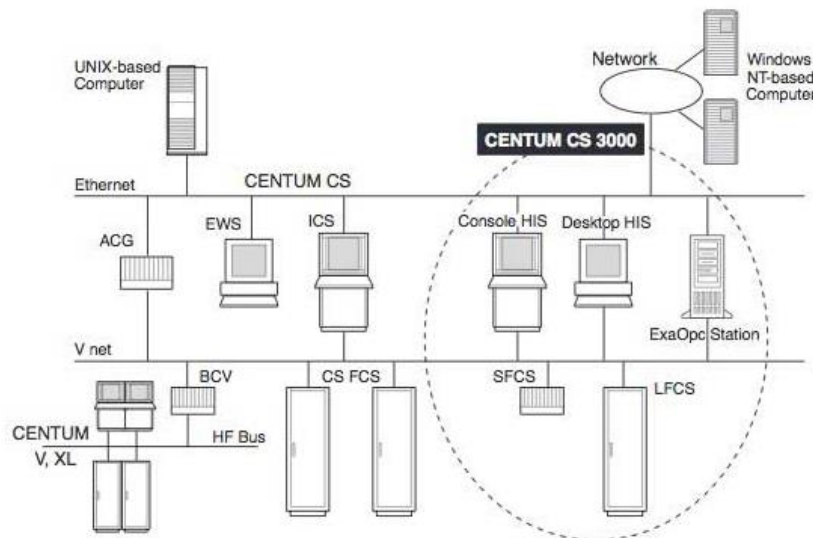 UNIX-based
Computer
Network
Windows
NT-based
Computer
CENTUM CS 3000
Ethernet
CENTUM CS
ACG
EWS
ICS
Console HIS
Desktop HIS
ExaOpc Station
V net
BCV
CS FCS
SFCS
LFCS
CENTUM
V, XL
HF Bus